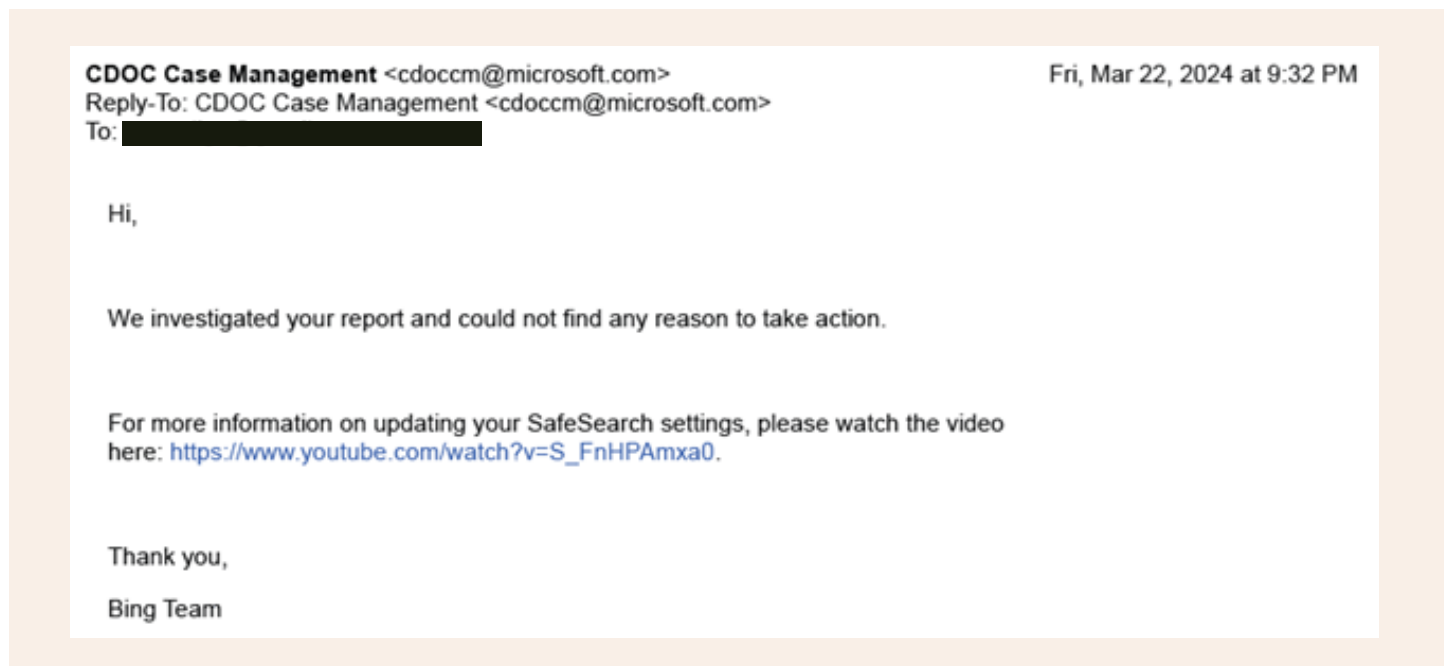 CDOC Case Management <cdoccm@microsoft.com>
Fri, Mar 22, 2024 at 9:32 PM
Reply-To: CDOC Case Management <cdoccm@microsoft.com>
To:
Hi,
We investigated your report and could not find any reason to take action.
For more information on updating your SafeSearch settings, please watch the video
here: https://www.youtube.com/watch?v=S_FnHPAmxa0.
Thank you,
Bing Team